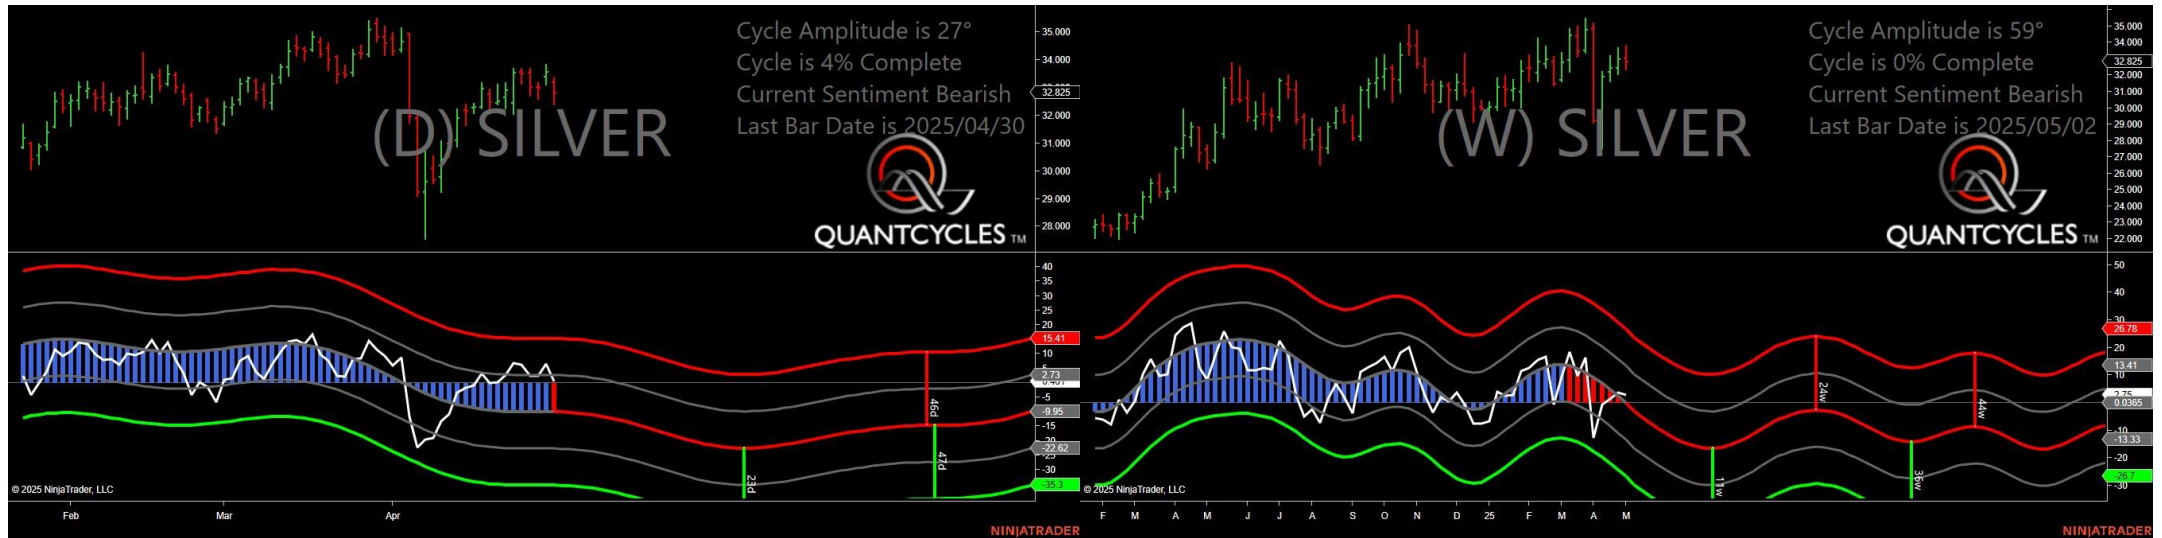 Cycle Amplitude is 27°
Cycle is 4% Complete
Current Sentiment Bearish
Last Bar Date is 2025/04/30
(D) SILVER
QUANTCYCLES TM
35.000
34.000
32.825
32.000
31.000
30.000
29.000
28.000
40
35
30
25
20
15.41
10
2.73
-5
-9.95
-15
-22.62
-30
-35.3
46d
47d
23d
© 2025 NinjaTrader, LLC
Feb Mar Apr
NINJATRADER
Cycle Amplitude is 59°
Cycle is 0% Complete
Current Sentiment Bearish
Last Bar Date is 2025/05/02
(W) SILVER
QUANTCYCLES TM
35.000
34.000
32.825
32.000
31.000
30.000
29.000
28.000
27.000
26.000
25.000
24.000
23.000
22.000
50
40
30
26.78
20
13.41
10
2.75
0.0365
-13.33
-20
-26.7
-30
24w
44w
11w
36w
© 2025 NinjaTrader, LLC
F M A M J J A S O N D 25 F M A M
NINJATRADER